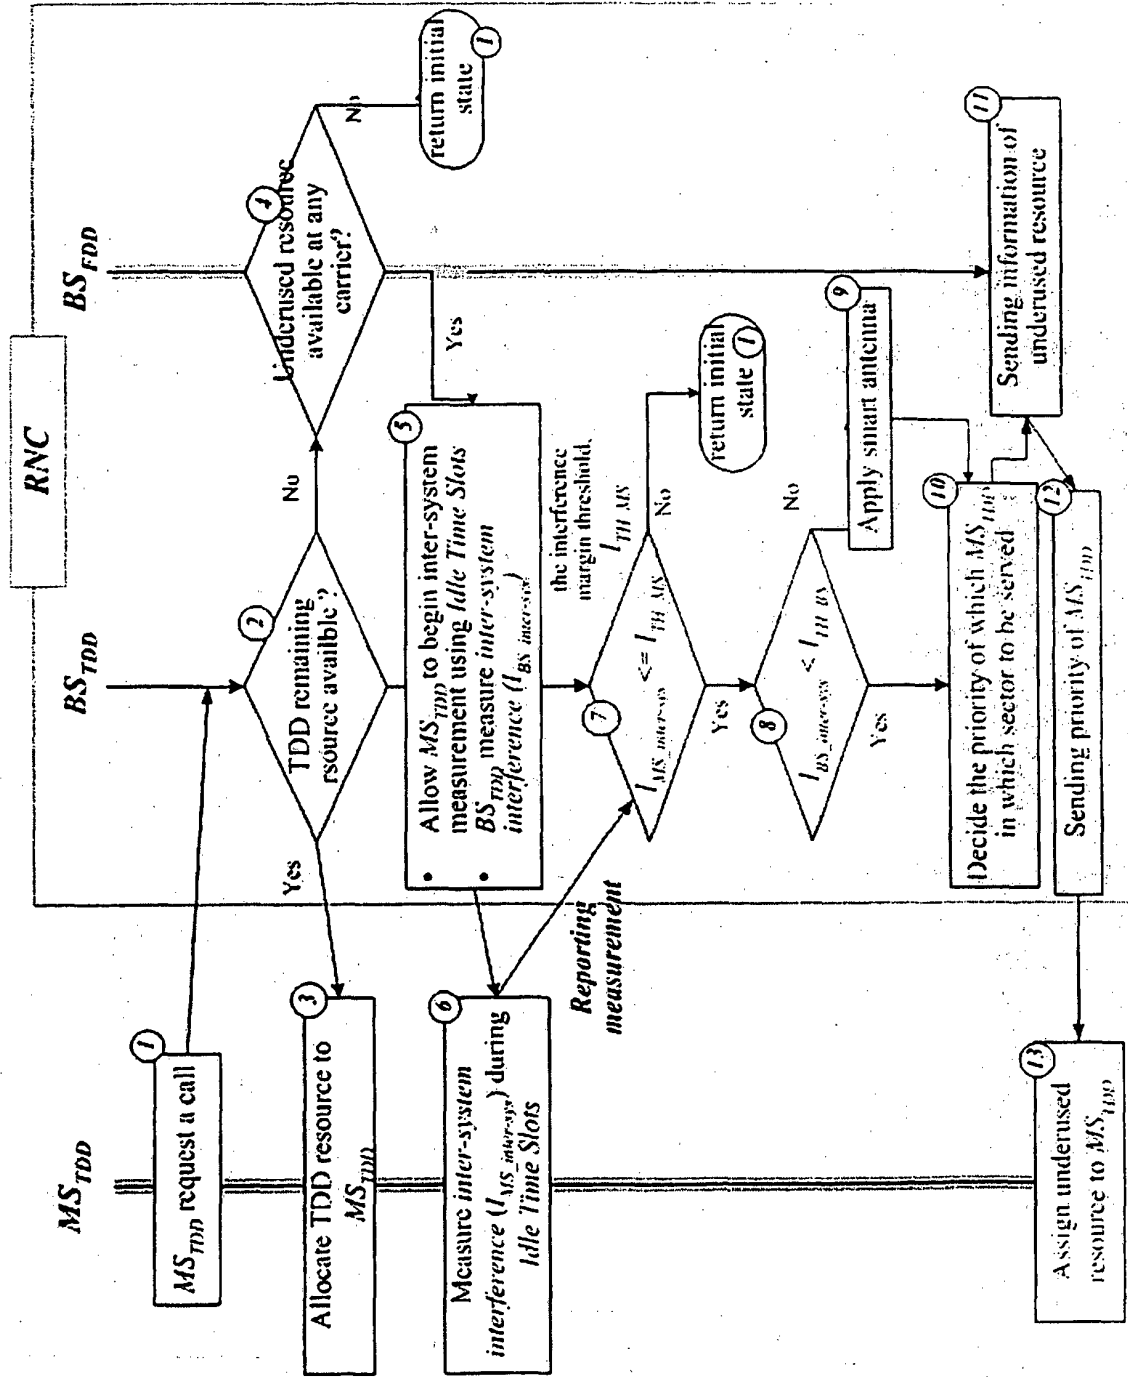 RNC
MS_TDD
BS_TDD
BS_FDD
1
MS_TDD request a call
2
TDD remaining
rsource availble?
Yes
No
3
Allocate TDD resource to
MS_TDD
4
Underused resource
available at any
carrier?
No
Yes
return initial
state 1
5
• Allow MS_TDD to begin inter-system
measurement using Idle Time Slots
• BS_TDD measure inter-system
interference (I_BS_inter-sys)
6
Measure inter-system
interference (I_MS_inter-sys) during
Idle Time Slots
Reporting
measurement
the interference
margin threshold.
I_TH_MS
7
I_MS_inter-sys <= I_TH_MS
No
Yes
return initial
state 1
8
I_BS_inter-sys < I_TH_BS
No
Yes
9
Apply smart antenna
10
Decide the priority of which MS_TDD
in which sector to be served
11
Sending information of
underused resource
12
Sending priority of MS_TDD
13
Assign underused
resource to MS_TDD